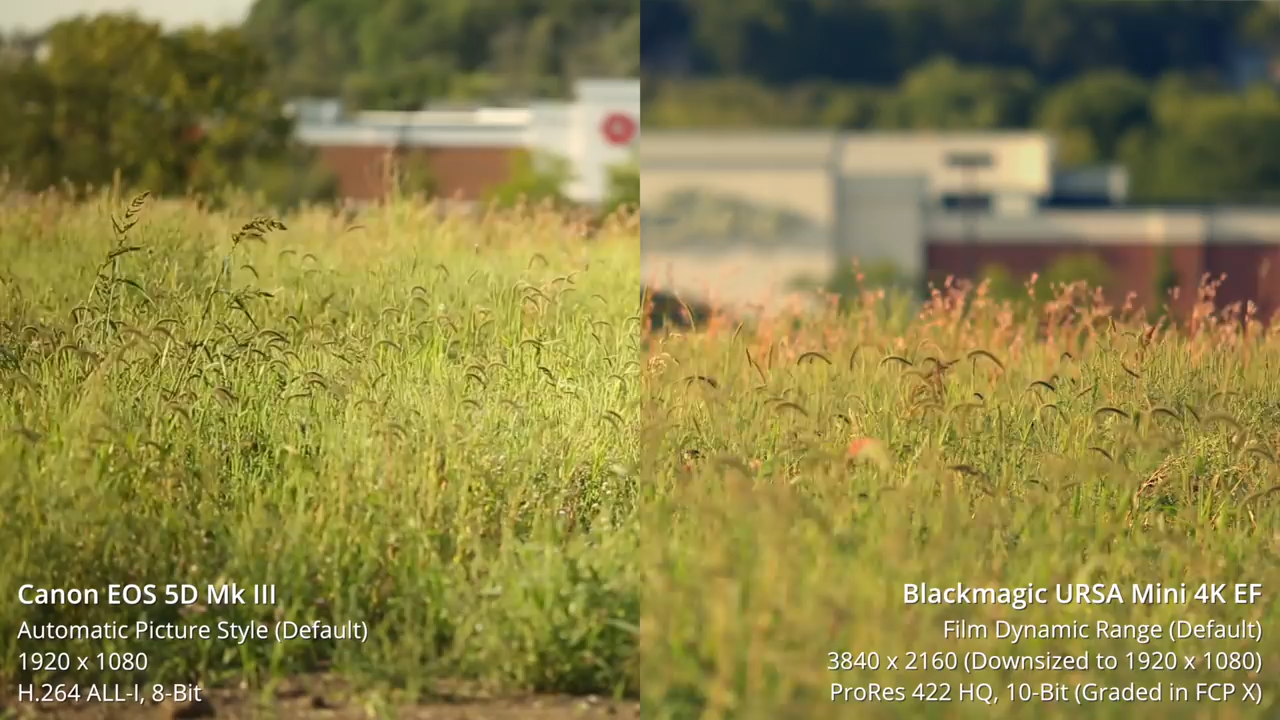 Canon EOS 5D Mk III
Automatic Picture Style (Default)
1920 x 1080
H.264 ALL-I, 8-Bit
Blackmagic URSA Mini 4K EF
Film Dynamic Range (Default)
3840 x 2160 (Downsized to 1920 x 1080)
ProRes 422 HQ, 10-Bit (Graded in FCP X)